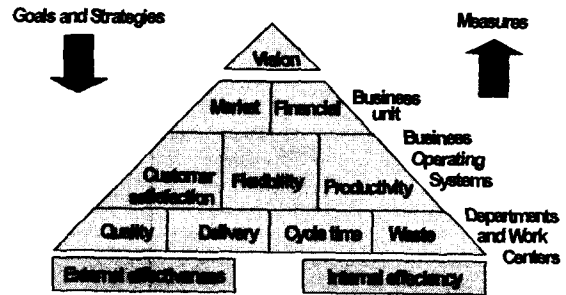 Goals and Strategies
Measures
Vision
Market
Financial
Business
unit
Customer
satisfaction
Flexibility
Productivity
Business
Operating
Systems
Quality
Delivery
Cycle time
Waste
Departments
and Work
Centers
External effectiveness
Internal effeciency